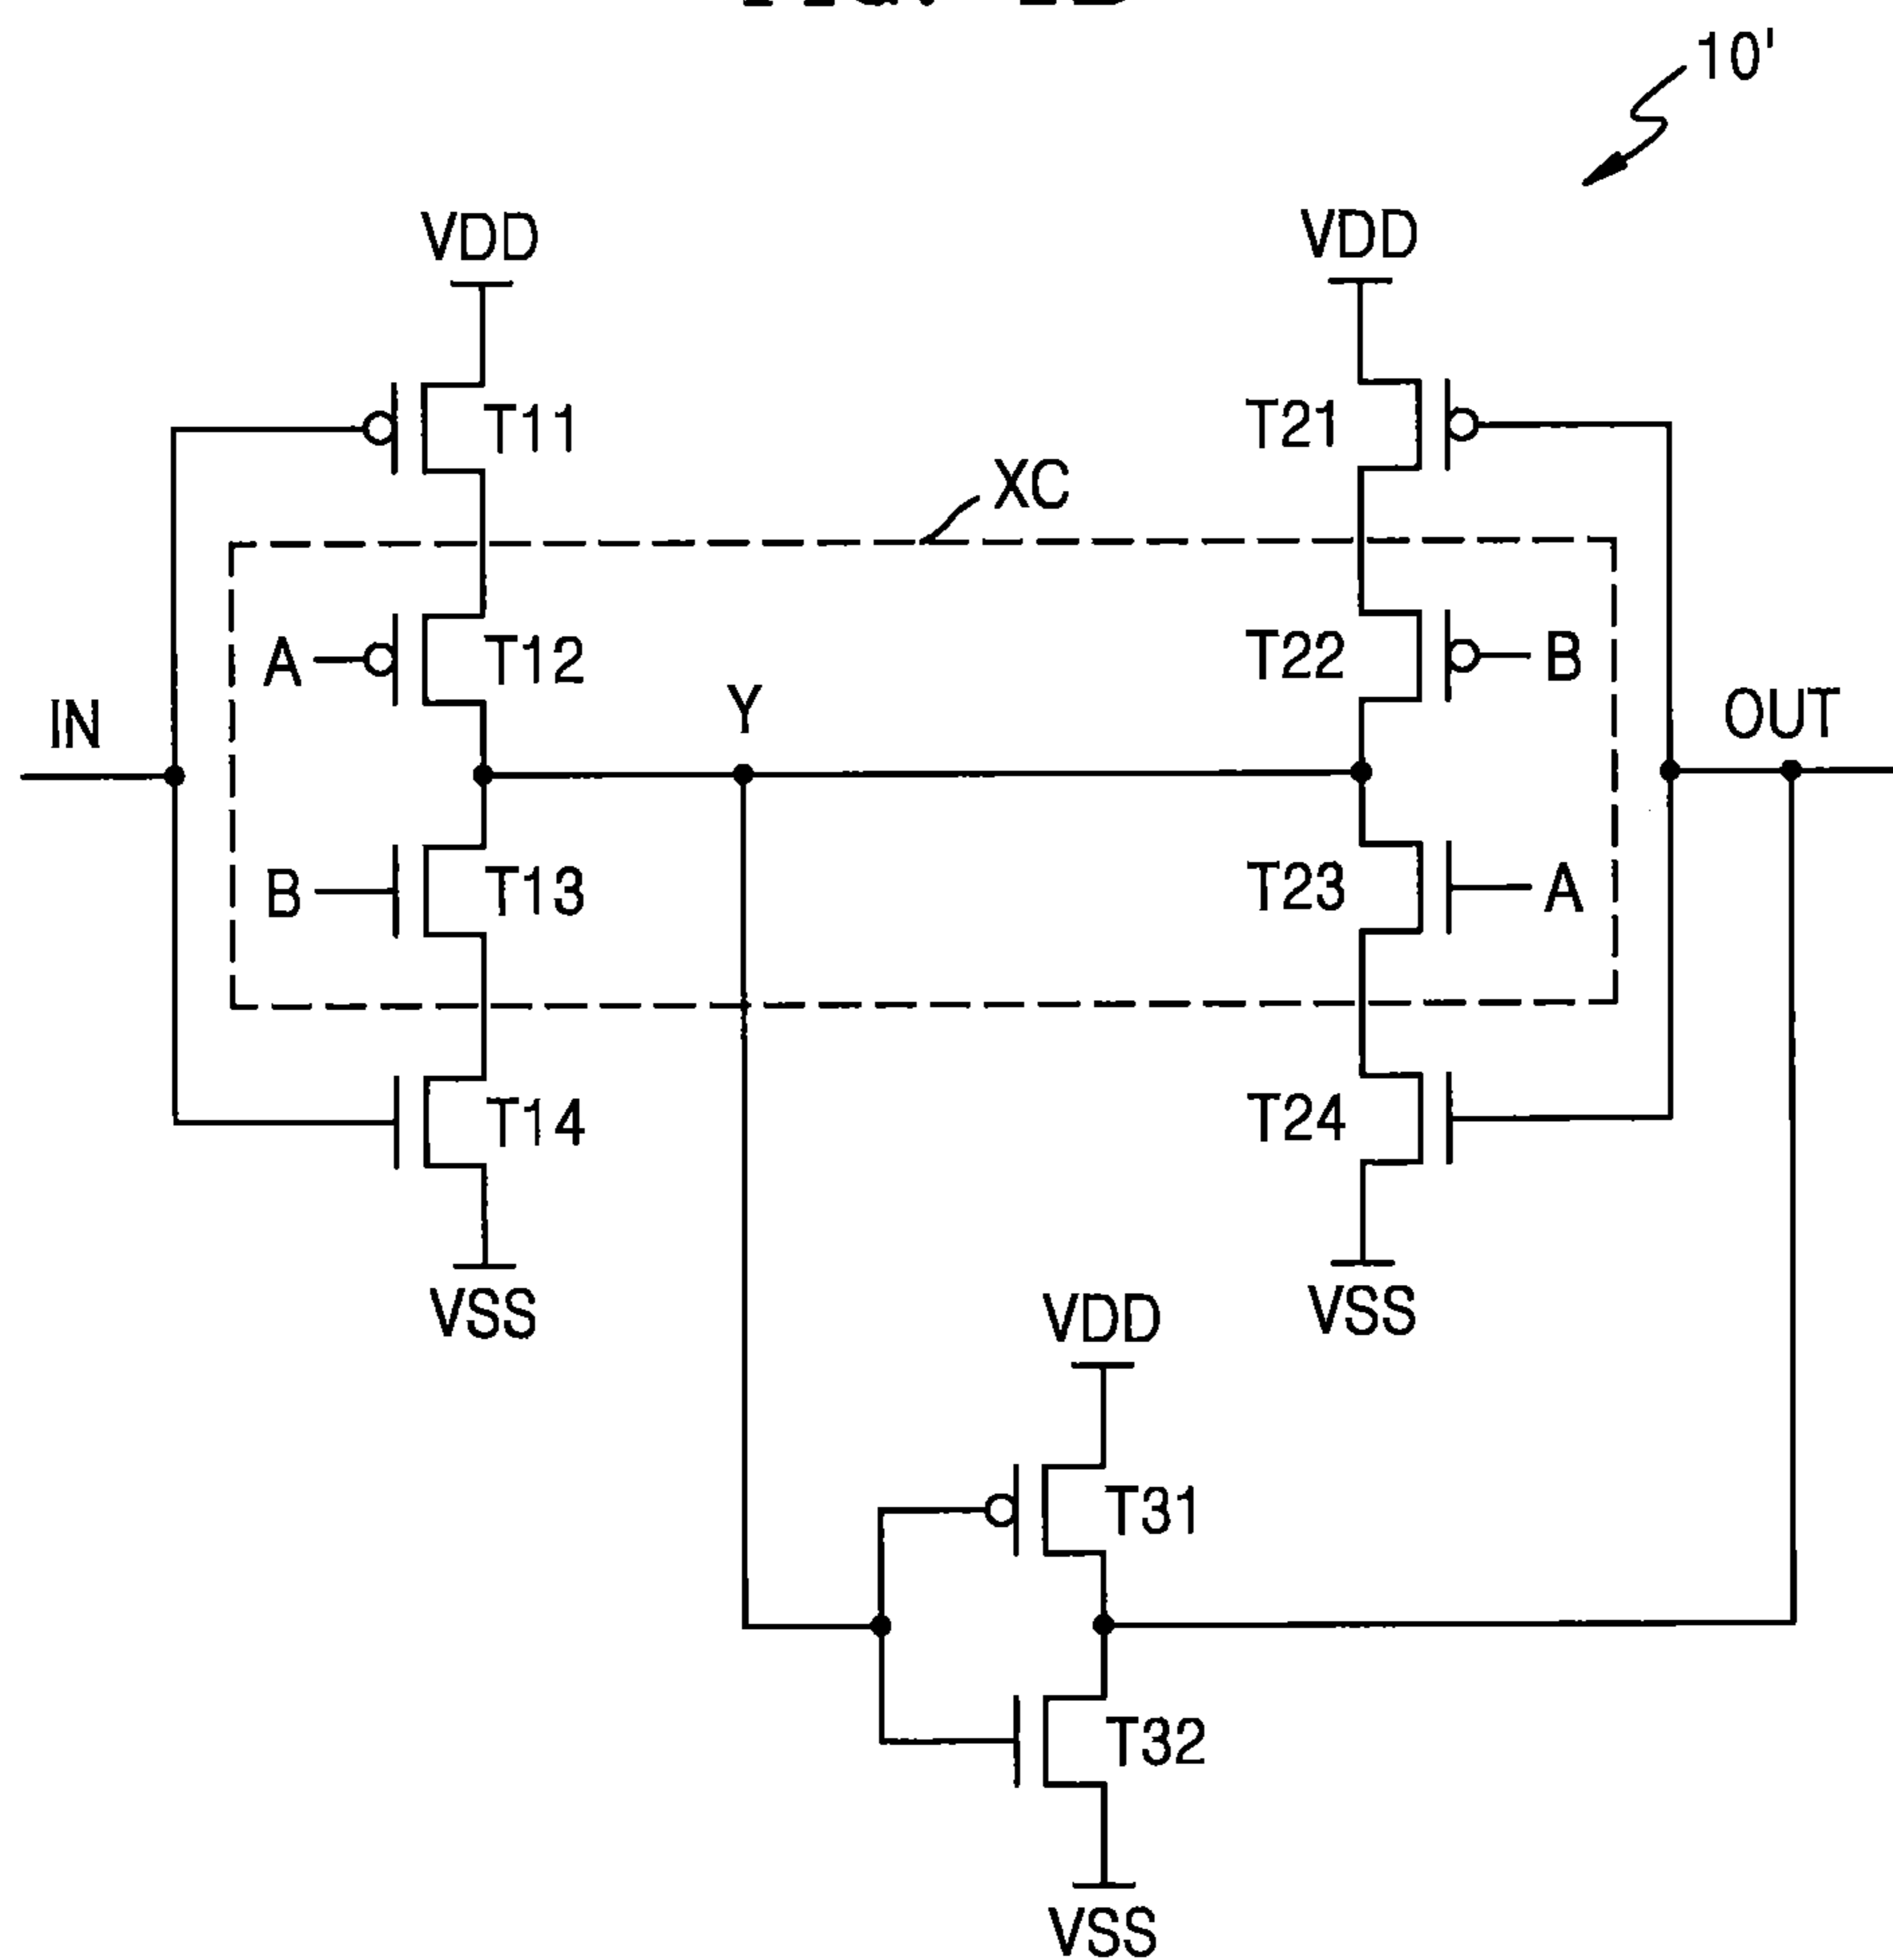 10'
VDD
VDD
T11
T21
XC
A
T12
T22
B
IN
Y
OUT
B
T13
T23
A
T14
T24
VSS
VSS
VDD
T31
T32
VSS